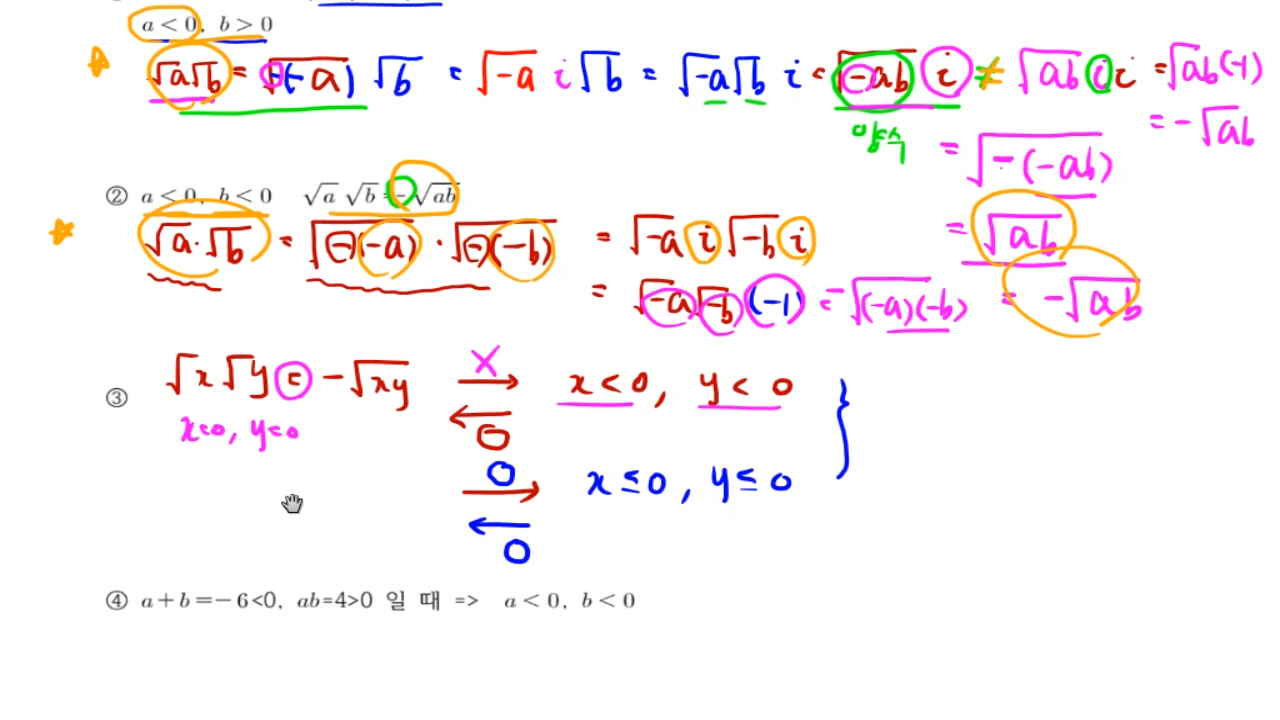 a<0, b>0
√a√b = √-(-a) √b = √-a i√b = √-a√b i = √-ab i ≠ √ab i i = √ab(-1)
양수 = √-(-ab) = -√ab
② a<0, b<0 √a √b = -√ab = √ab
√a·√b = √(-)(-a) · √(-)(-b) = √-a i √-b i
= √-a √-b (-1) = -√(-a)(-b) = -√ab
③ √x √y = -√xy X → x<0, y<0
x=0, y=0 ← O
O → x≤0, y≤0
← O
④ a+b=-6<0, ab=4>0 일 때 => a<0, b<0